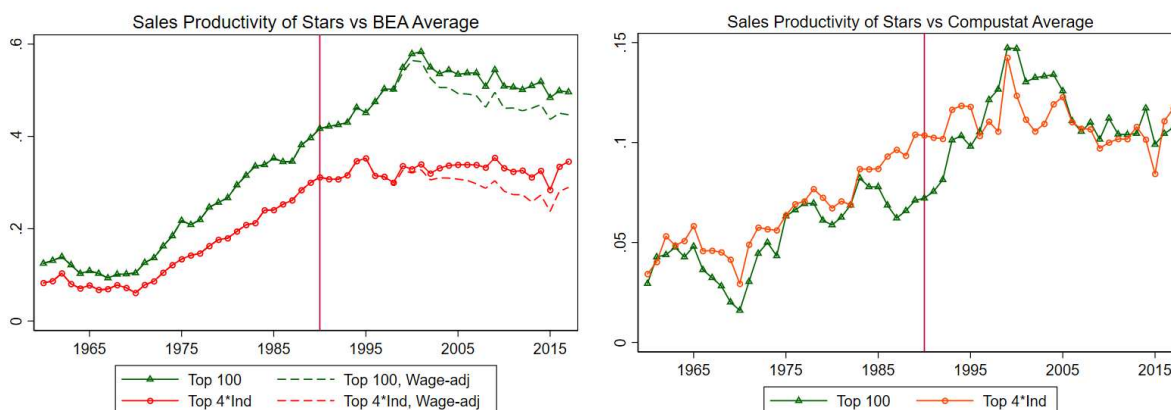 Sales Productivity of Stars vs BEA Average
.6
.4
.2
0
1965 1975 1985 1995 2005 2015
Top 100 Top 100, Wage-adj
Top 4*Ind Top 4*Ind, Wage-adj
Sales Productivity of Stars vs Compustat Average
.15
.1
.05
0
1965 1975 1985 1995 2005 2015
Top 100 Top 4*Ind